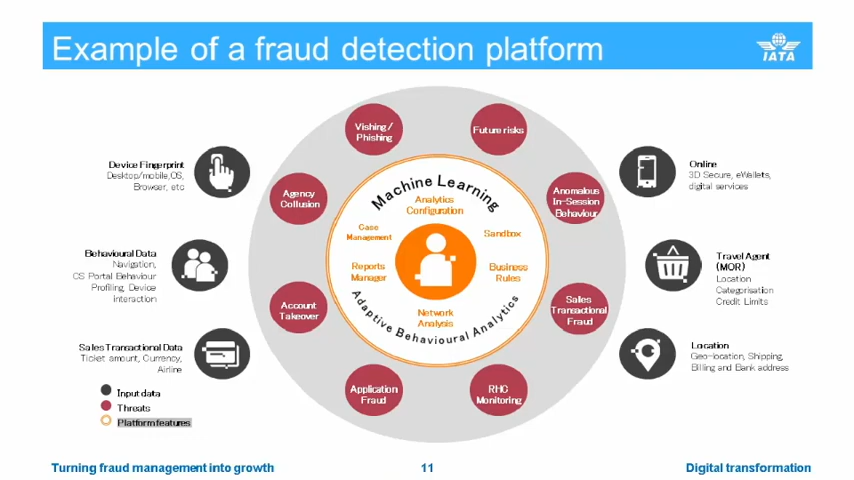 Example of a fraud detection platform
IATA
Vishing /
Phishing
Future risks
Device Fingerprint
Desktop/mobile,OS,
Browser, etc
Online
3D Secure, eWallets,
digital services
Agency
Collusion
Anomalous
In-Session
Behaviour
Machine Learning
Analytics
Configuration
Case
Management
Sandbox
Behavioural Data
Navigation,
CS Portal Behaviour
Profiling, Device
interaction
Reports
Manager
Business
Rules
Travel Agent
(MOR)
Location
Categorisation
Credit Limits
Account
Takeover
Network
Analysis
Adaptive Behavioural Analytics
Sales
Transactional
Fraud
Sales Transactional Data
Ticket amount, Currency,
Airline
Location
Geo-location, Shipping,
Billing and Bank address
Application
Fraud
RHC
Monitoring
Input data
Threats
Platform features
Turning fraud management into growth
11
Digital transformation